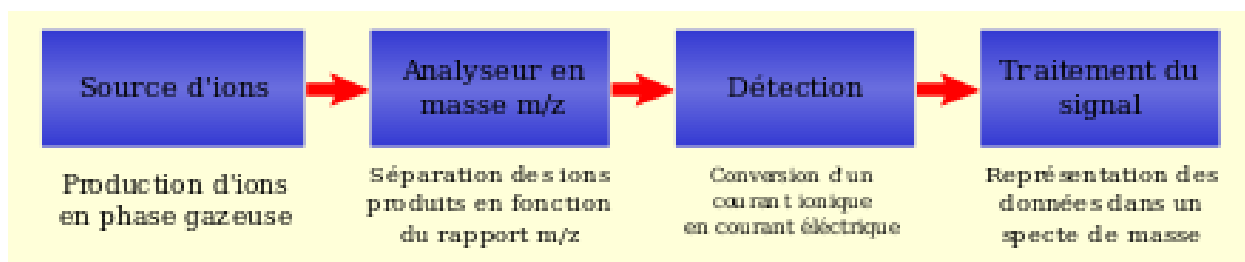 Source d'ions
Analyseur en
masse m/z
Détection
Traitement du
signal
Production d'ions
en phase gazeuse
Séparation des ions
produits en fonction
du rapport m/z
Conversion d'un
courant ionique
en courant éléctrique
Représentation des
données dans un
specte de masse